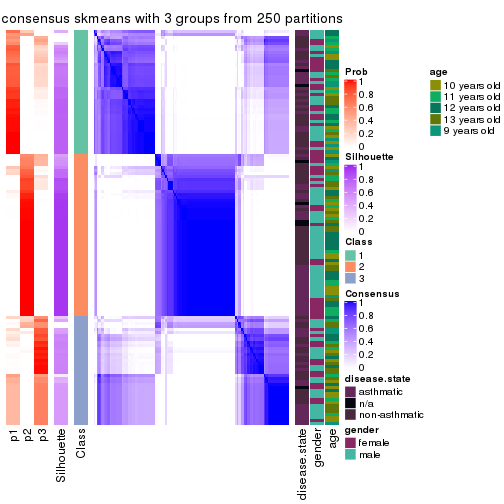 consensus skmeans with 3 groups from 250 partitions
Prob
1
0.8
0.6
0.4
0.2
0
Silhouette
1
0.8
0.6
0.4
0.2
0
Class
1
2
3
Consensus
1
0.8
0.6
0.4
0.2
0
disease.state
asthmatic
n/a
non-asthmatic
gender
female
male
age
10 years old
11 years old
12 years old
13 years old
9 years old
p1
p2
p3
Silhouette
Class
disease.state
gender
age